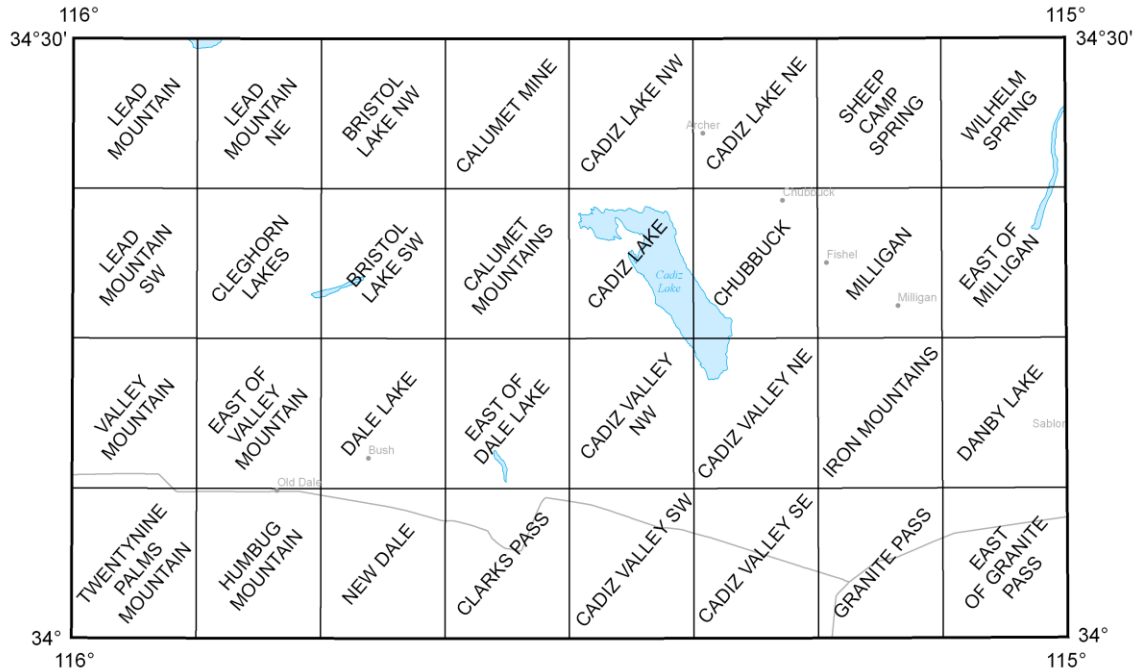 116°
115°
34°30'
34°30'
LEAD
MOUNTAIN
LEAD
MOUNTAIN
NE
BRISTOL
LAKE NW
CALUMET MINE
CADIZ LAKE NW
Archer
CADIZ LAKE NE
SHEEP
CAMP
SPRING
WILHELM
SPRING
LEAD
MOUNTAIN
SW
CLEGHORN
LAKES
BRISTOL
LAKE SW
CALUMET
MOUNTAINS
CADIZ LAKE
Cadiz
Lake
Chubbuck
CHUBBUCK
Fishel
MILLIGAN
Milligan
EAST OF
MILLIGAN
VALLEY
MOUNTAIN
EAST OF
VALLEY
MOUNTAIN
DALE LAKE
Bush
EAST OF
DALE LAKE
CADIZ VALLEY
NW
CADIZ VALLEY NE
IRON MOUNTAINS
DANBY LAKE
Sablon
Old Dale
TWENTYNINE
PALMS
MOUNTAIN
HUMBUG
MOUNTAIN
NEW DALE
CLARKS PASS
CADIZ VALLEY SW
CADIZ VALLEY SE
GRANITE PASS
EAST
OF GRANITE
PASS
34°
34°
116°
115°